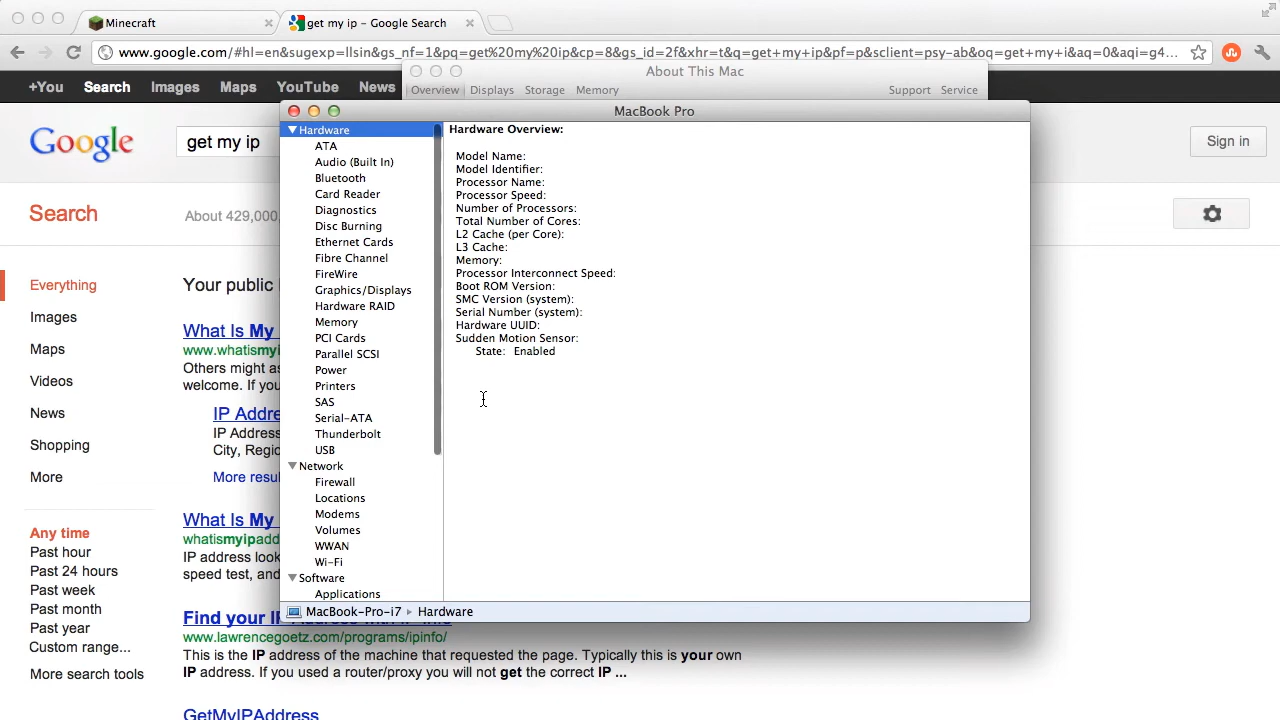 Minecraft
get my ip – Google Search
www.google.com/#hl=en&sugexp=llsin&gs_nf=1&pq=get%20my%20ip&cp=8&gs_id=2f&xhr=t&q=get+my+ip&pf=p&sclient=psy-ab&oq=get+my+i&aq=0&aqi=g4...
+You Search Images Maps YouTube News
About This Mac
Overview Displays Storage Memory Support Service
MacBook Pro
Google
get my ip
Sign in
Search
About 429,000,
Everything
Images
Maps
Videos
News
Shopping
More
Any time
Past hour
Past 24 hours
Past week
Past month
Past year
Custom range...
More search tools
Your public
What Is My
www.whatismyi
Others might as
welcome. If you
IP Addre
IP Address
City, Regio
More resul
What Is My
whatismyipadd
IP address look
speed test, and
Find your IP Address with IP Info
www.lawrencegoetz.com/programs/ipinfo/
This is the IP address of the machine that requested the page. Typically this is your own
IP address. If you used a router/proxy you will not get the correct IP ...
GetMyIPAddress
Hardware
ATA
Audio (Built In)
Bluetooth
Card Reader
Diagnostics
Disc Burning
Ethernet Cards
Fibre Channel
FireWire
Graphics/Displays
Hardware RAID
Memory
PCI Cards
Parallel SCSI
Power
Printers
SAS
Serial-ATA
Thunderbolt
USB
Network
Firewall
Locations
Modems
Volumes
WWAN
Wi-Fi
Software
Applications
Hardware Overview:
Model Name:
Model Identifier:
Processor Name:
Processor Speed:
Number of Processors:
Total Number of Cores:
L2 Cache (per Core):
L3 Cache:
Memory:
Processor Interconnect Speed:
Boot ROM Version:
SMC Version (system):
Serial Number (system):
Hardware UUID:
Sudden Motion Sensor:
State: Enabled
MacBook-Pro-i7 ▸ Hardware